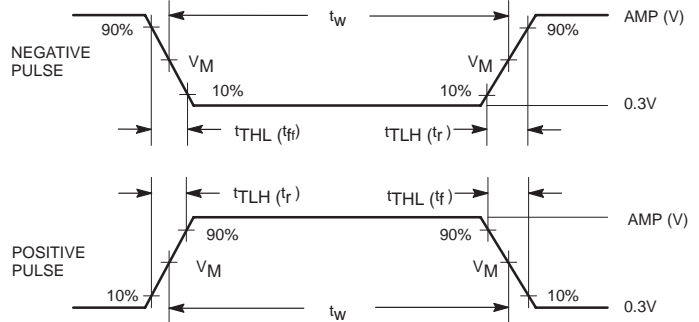 tW
AMP (V)
90%
90%
NEGATIVE
PULSE
VM
VM
10%
10%
0.3V
tTHL (tff)
tTLH (tr)
tTLH (tr)
tTHL (tf)
AMP (V)
90%
90%
POSITIVE
PULSE
VM
VM
10%
10%
0.3V
tW